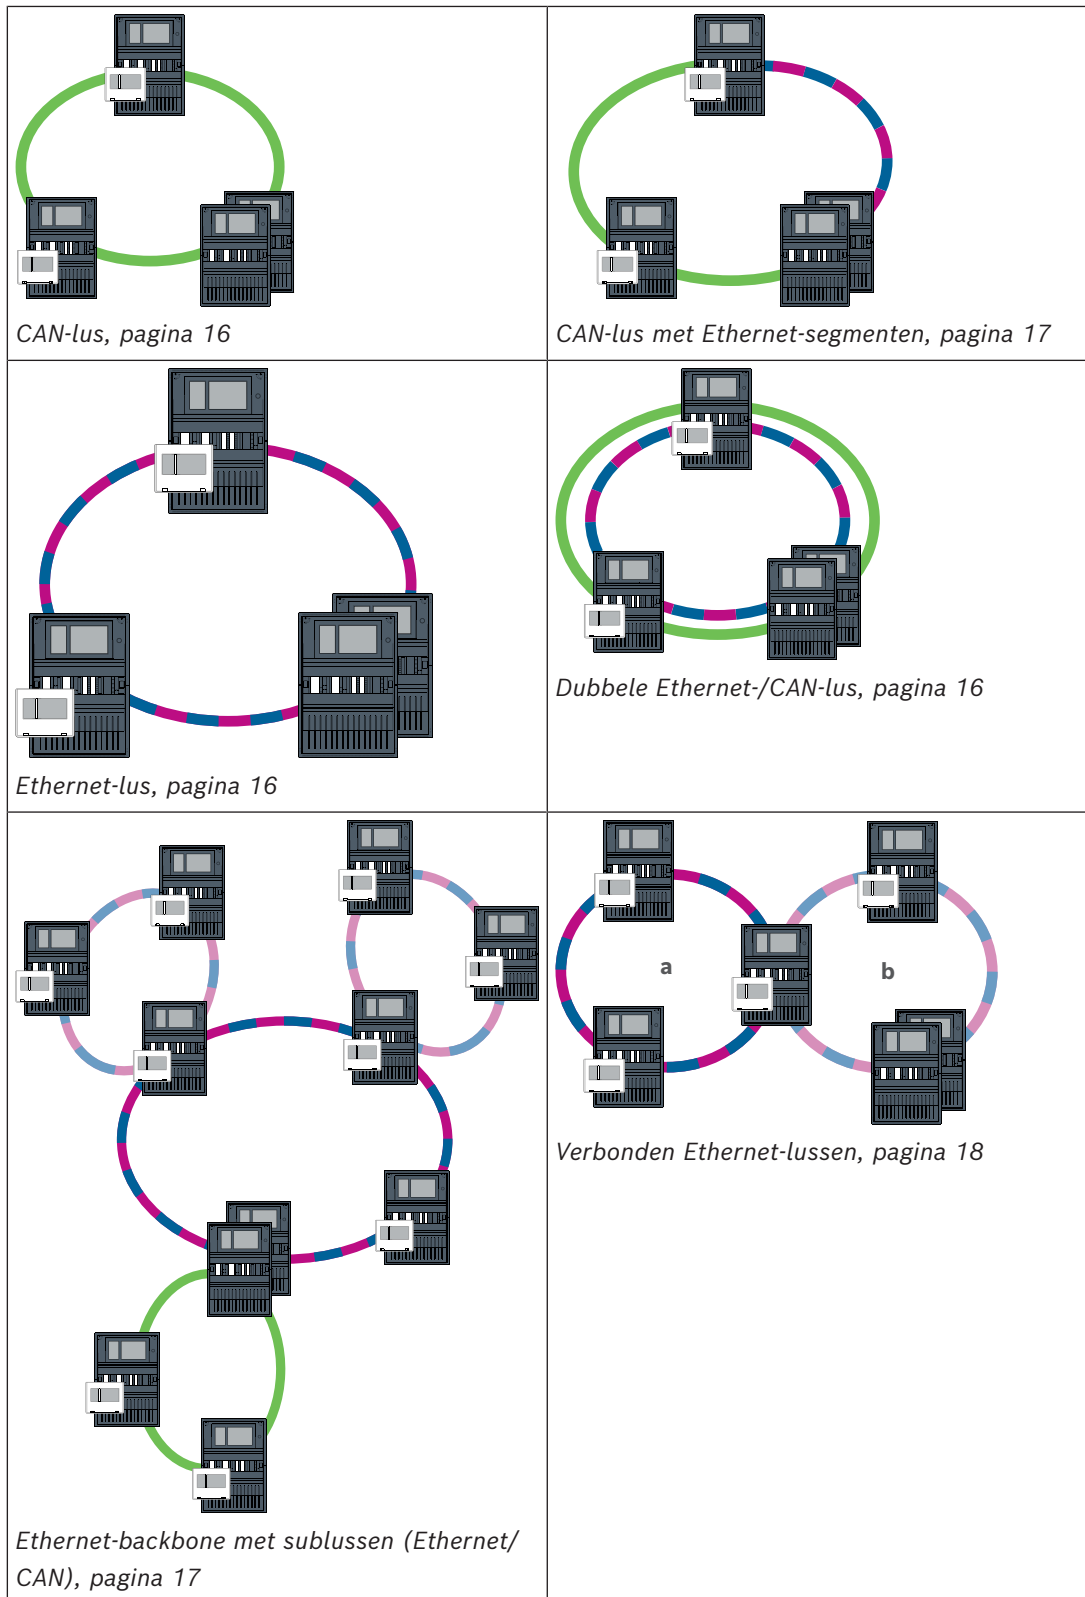 CAN-lus, pagina 16
CAN-lus met Ethernet-segmenten, pagina 17
Ethernet-lus, pagina 16
Dubbele Ethernet-/CAN-lus, pagina 16
Ethernet-backbone met sublussen (Ethernet/
CAN), pagina 17
a
b
Verbonden Ethernet-lussen, pagina 18